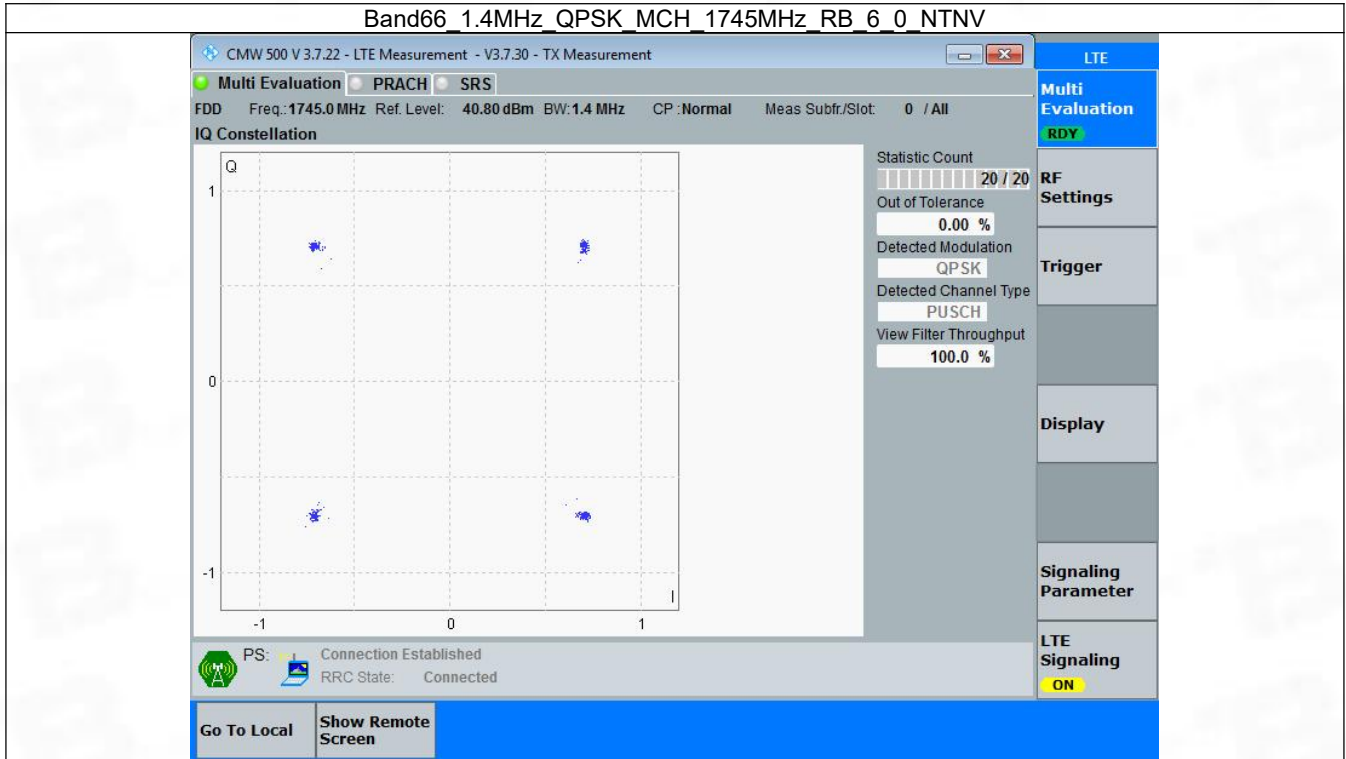 Band66_1.4MHz_QPSK_MCH_1745MHz_RB_6_0_NTNV
CMW 500 V 3.7.22 - LTE Measurement - V3.7.30 - TX Measurement
LTE
Multi Evaluation PRACH SRS
FDD Freq.:1745.0 MHz Ref. Level: 40.80 dBm BW:1.4 MHz CP :Normal Meas Subfr./Slot: 0 / All
IQ Constellation
Q
1
0
-1
I
-1 0 1
Statistic Count
20 / 20
Out of Tolerance
0.00 %
Detected Modulation
QPSK
Detected Channel Type
PUSCH
View Filter Throughput
100.0 %
Multi
Evaluation
RDY
RF
Settings
Trigger
Display
Signaling
Parameter
LTE
Signaling
ON
PS: Connection Established
RRC State: Connected
Go To Local
Show Remote
Screen